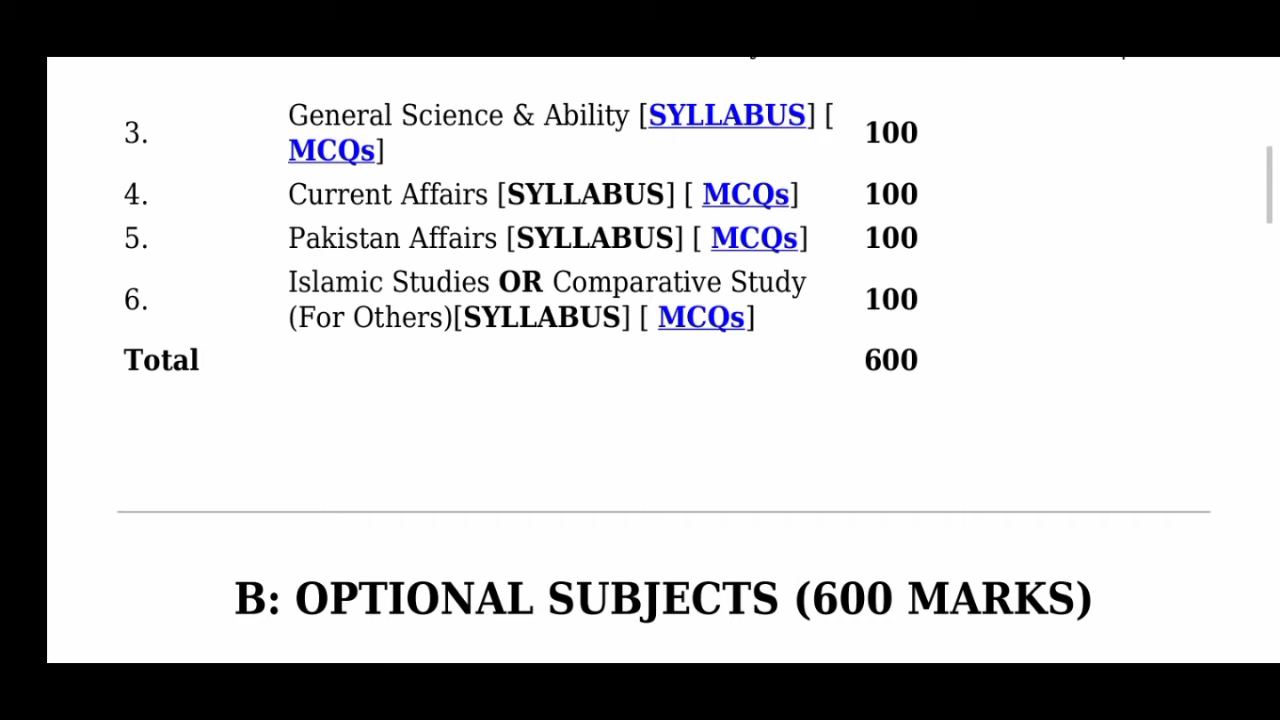 3. General Science & Ability [SYLLABUS] [ 100
MCQs]
4. Current Affairs [SYLLABUS] [ MCQs] 100
5. Pakistan Affairs [SYLLABUS] [ MCQs] 100
6. Islamic Studies OR Comparative Study 100
(For Others)[SYLLABUS] [ MCQs]
Total 600
B: OPTIONAL SUBJECTS (600 MARKS)